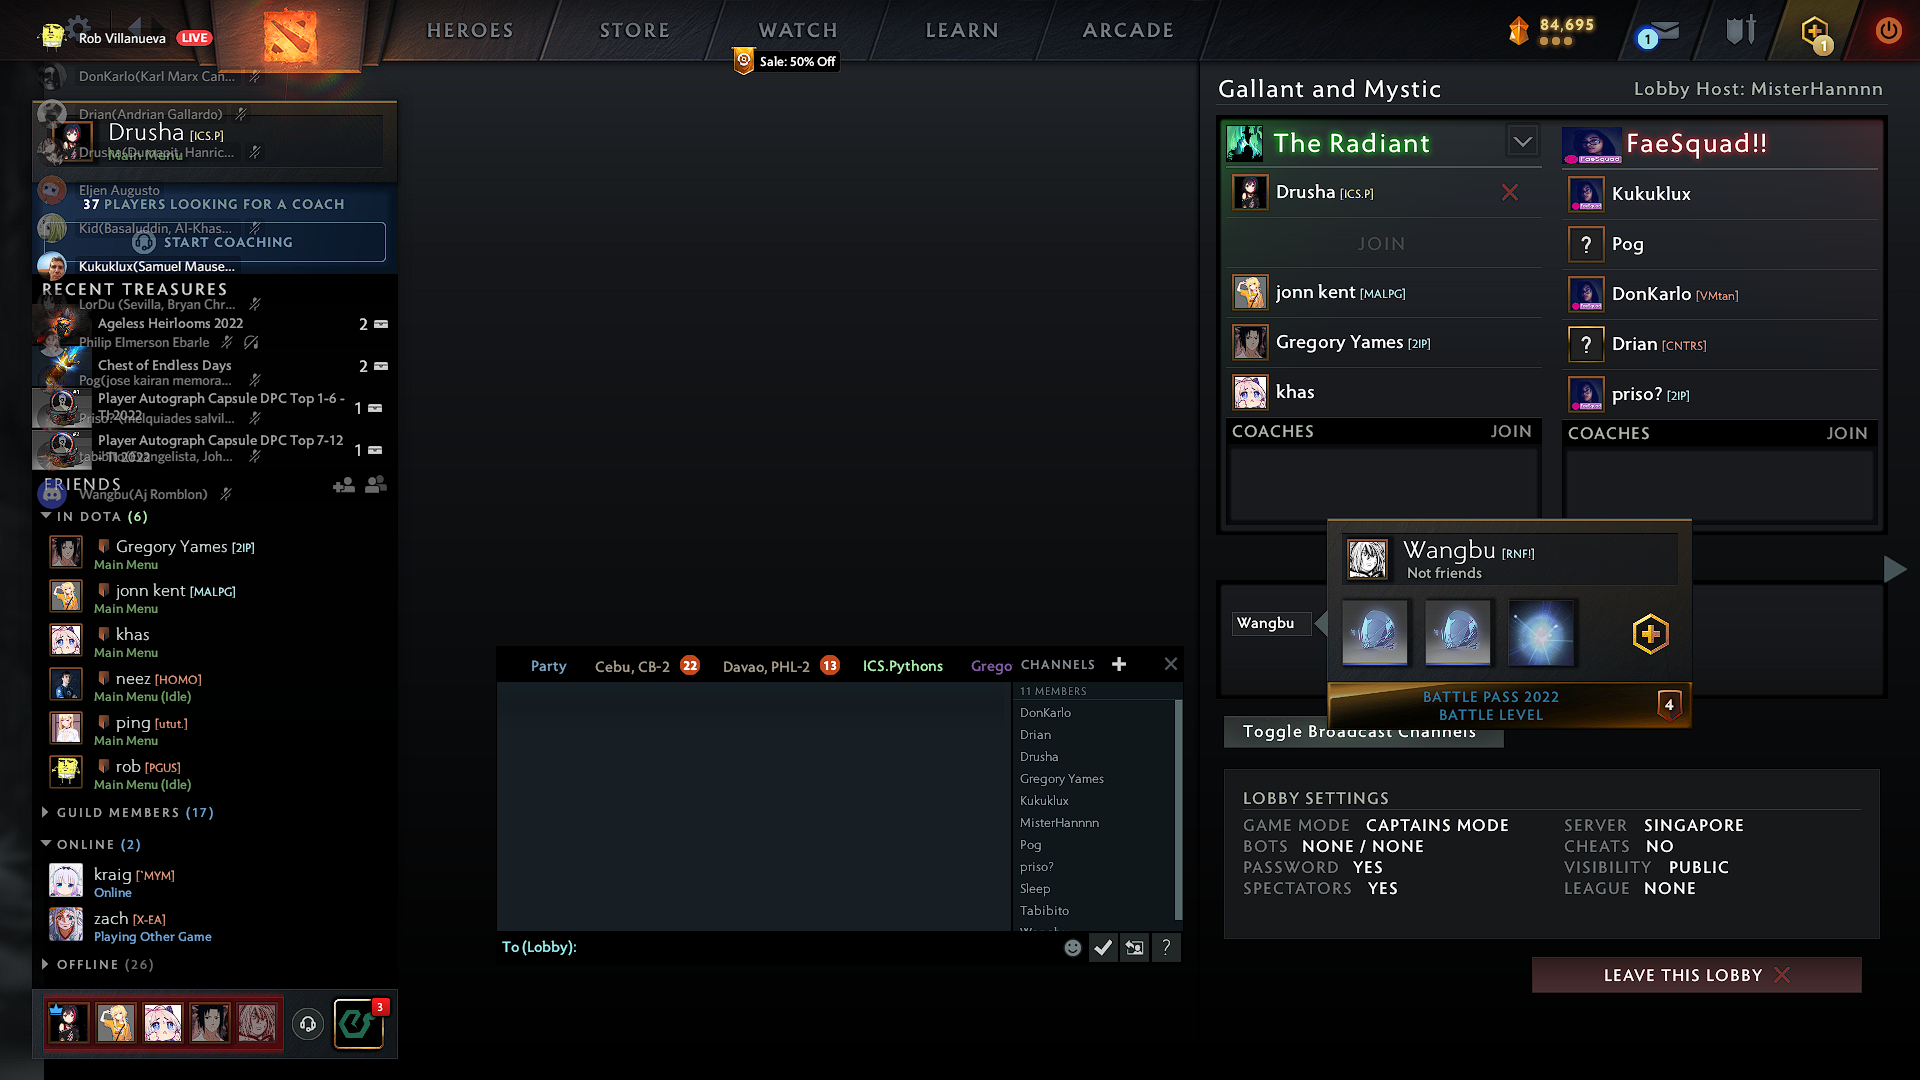 Rob Villanueva LIVE
HEROES
STORE
WATCH
LEARN
ARCADE
Sale: 50% Off
84,695
1
1
DonKarlo(Karl Marx Can...
Drian(Andrian Gallardo)
Drusha [ICS.P]
Drusha(Dumapit, Hanric...
Main Menu
Eljen Augusto
37 PLAYERS LOOKING FOR A COACH
Kid(Basaluddin, Al-Khas...
START COACHING
Kukuklux(Samuel Mause...
RECENT TREASURES
LorDu (Sevilla, Bryan Chr...
Ageless Heirlooms 2022
2
Philip Elmerson Ebarle
Chest of Endless Days
2
Pog(jose kairan memora...
Player Autograph Capsule DPC Top 1-6 -
TI 2022
1
Priso? (melquiades salvil...
Player Autograph Capsule DPC Top 7-12
- TI 2022
1
tabibito(Evangelista, Joh...
FRIENDS
Wangbu(Aj Romblon)
IN DOTA (6)
Gregory Yames [2IP]
Main Menu
jonn kent [MALPG]
Main Menu
khas
Main Menu
neez [HOMO]
Main Menu (Idle)
ping [utut.]
Main Menu
rob [PGUS]
Main Menu (Idle)
GUILD MEMBERS (17)
ONLINE (2)
kraig [`MYM]
Online
zach [X-EA]
Playing Other Game
OFFLINE (26)
3
Party
Cebu, CB-2 22
Davao, PHL-2 13
ICS.Pythons
Grego
CHANNELS
11 MEMBERS
DonKarlo
Drian
Drusha
Gregory Yames
Kukuklux
MisterHannnn
Pog
priso?
Sleep
Tabibito
To (Lobby):
?
Gallant and Mystic
Lobby Host: MisterHannnn
The Radiant
Drusha [ICS.P]
JOIN
jonn kent [MALPG]
Gregory Yames [2IP]
khas
COACHES
JOIN
FaeSquad!!
Kukuklux
? Pog
DonKarlo [VMtan]
? Drian [CNTRS]
priso? [2IP]
COACHES
JOIN
Wangbu
Wangbu [RNF!]
Not friends
BATTLE PASS 2022
BATTLE LEVEL
4
Toggle Broadcast Channels
LOBBY SETTINGS
GAME MODE CAPTAINS MODE
BOTS NONE / NONE
PASSWORD YES
SPECTATORS YES
SERVER SINGAPORE
CHEATS NO
VISIBILITY PUBLIC
LEAGUE NONE
LEAVE THIS LOBBY